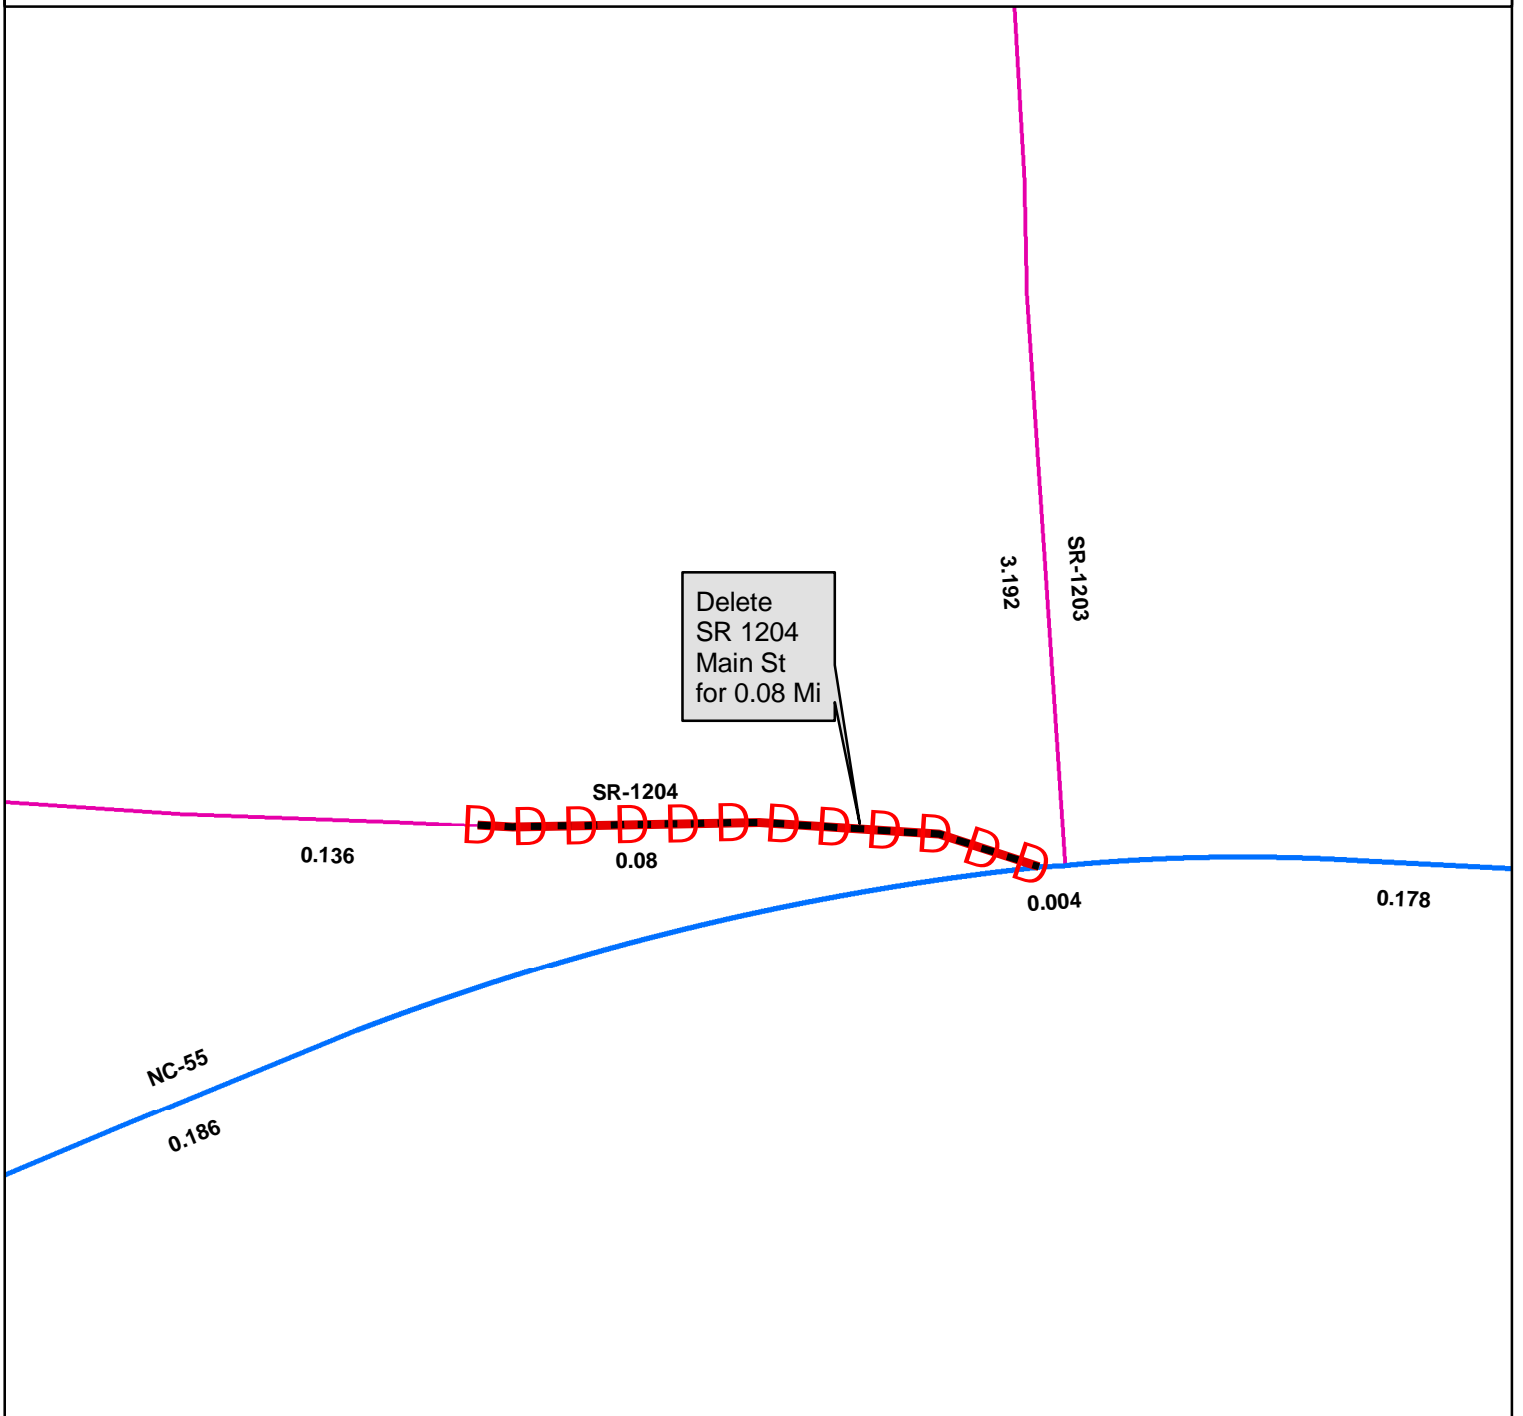 SR-1203
3.192
Delete
SR 1204
Main St
for 0.08 Mi
SR-1204
D D D D D D D D D D D D
0.136
0.08
0.004
0.178
NC-55
0.186